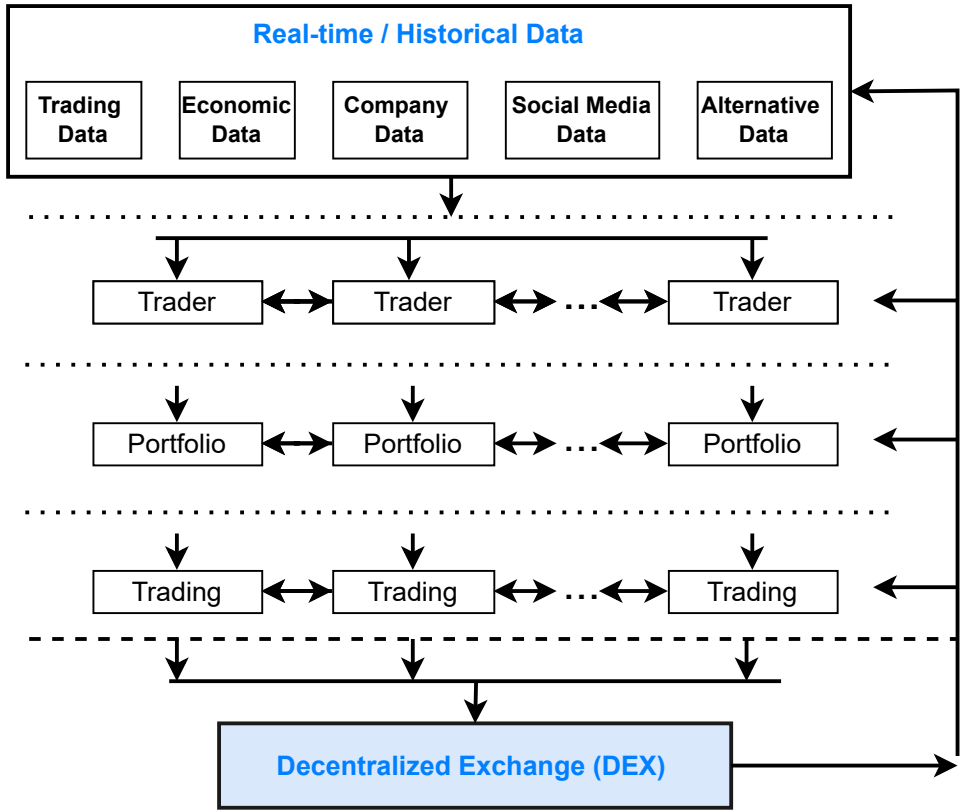 Real-time / Historical Data
Trading
Data
Economic
Data
Company
Data
Social Media
Data
Alternative
Data
Trader
Trader
...
Trader
Portfolio
Portfolio
...
Portfolio
Trading
Trading
...
Trading
Decentralized Exchange (DEX)